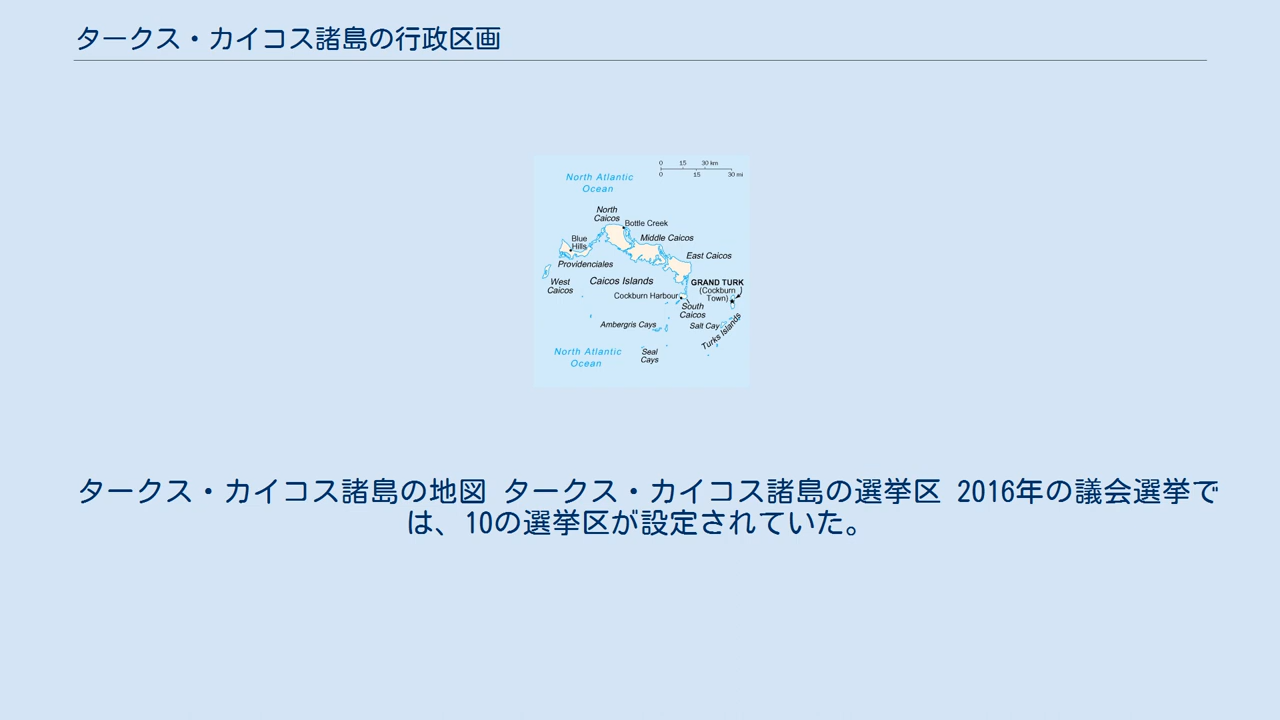 タークス・カイコス諸島の行政区画
0 15 30 km
0 15 30 mi
North Atlantic
Ocean
North
Caicos
Bottle Creek
Blue
Hills
Middle Caicos
East Caicos
Providenciales
West
Caicos
Caicos Islands
GRAND TURK
(Cockburn
Town)
Cockburn Harbour
South
Caicos
Ambergris Cays
Salt Cay
Turks Islands
North Atlantic
Ocean
Seal
Cays
タークス・カイコス諸島の地図 タークス・カイコス諸島の選挙区 2016年の議会選挙で
は、10の選挙区が設定されていた。